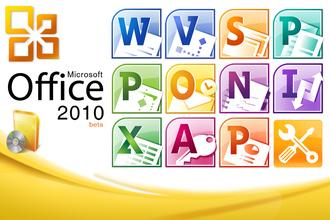 Microsoft
Office
2010
beta
W V S P
P O N I
X A P